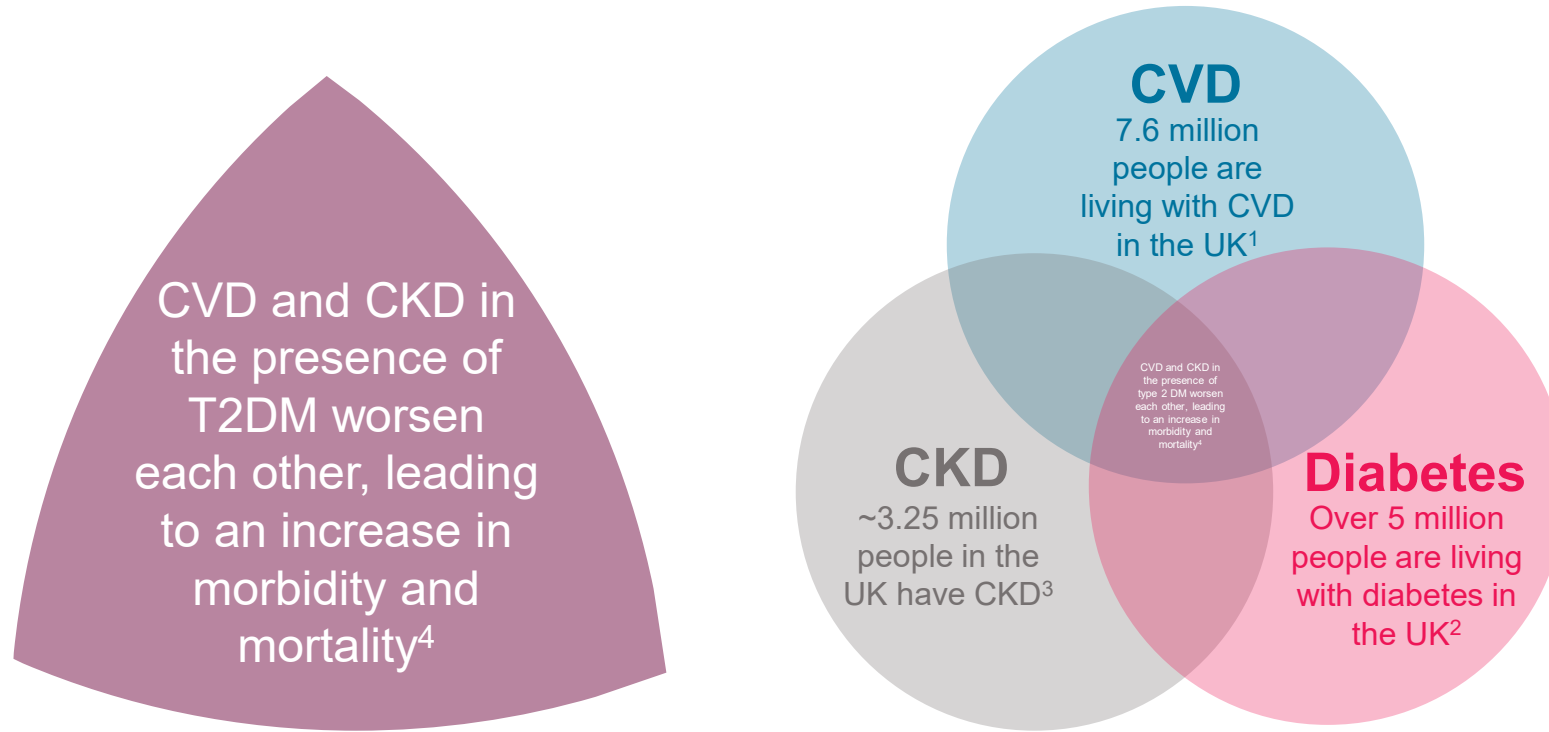 CVD and CKD in
the presence of
T2DM worsen
each other, leading
to an increase in
morbidity and
mortality⁴
CVD
7.6 million
people are
living with CVD
in the UK¹
CVD and CKD in
the presence of
type 2 DM worsen
each other, leading
to an increase in
morbidity and
mortality⁴
CKD
~3.25 million
people in the
UK have CKD³
Diabetes
Over 5 million
people are living
with diabetes in
the UK²